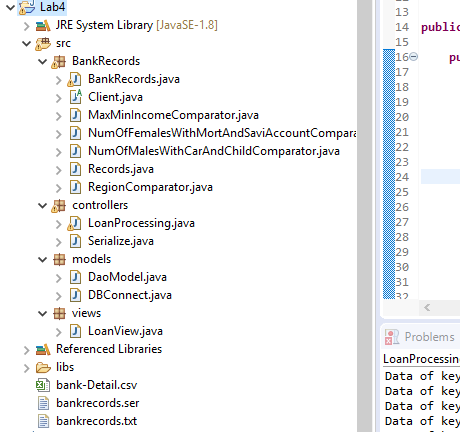 Lab4
JRE System Library [JavaSE-1.8]
src
BankRecords
BankRecords.java
Client.java
MaxMinIncomeComparator.java
NumOfFemalesWithMortAndSaviAccountCompara
NumOfMalesWithCarAndChildComparator.java
Records.java
RegionComparator.java
controllers
LoanProcessing.java
Serialize.java
models
DaoModel.java
DBConnect.java
views
LoanView.java
Referenced Libraries
libs
bank-Detail.csv
bankrecords.ser
bankrecords.txt
12
13
14 public
15
16 pu
17
18
19
20
21
22
23
24
25
26
27
28
29
30
31
32
Problems
LoanProcessing
Data of key
Data of key
Data of key
Data of key